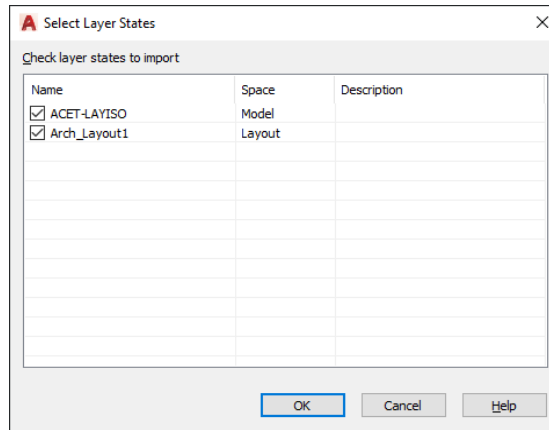 Select Layer States
Check layer states to import
Name Space Description
ACET-LAYISO Model
Arch_Layout1 Layout
OK Cancel Help